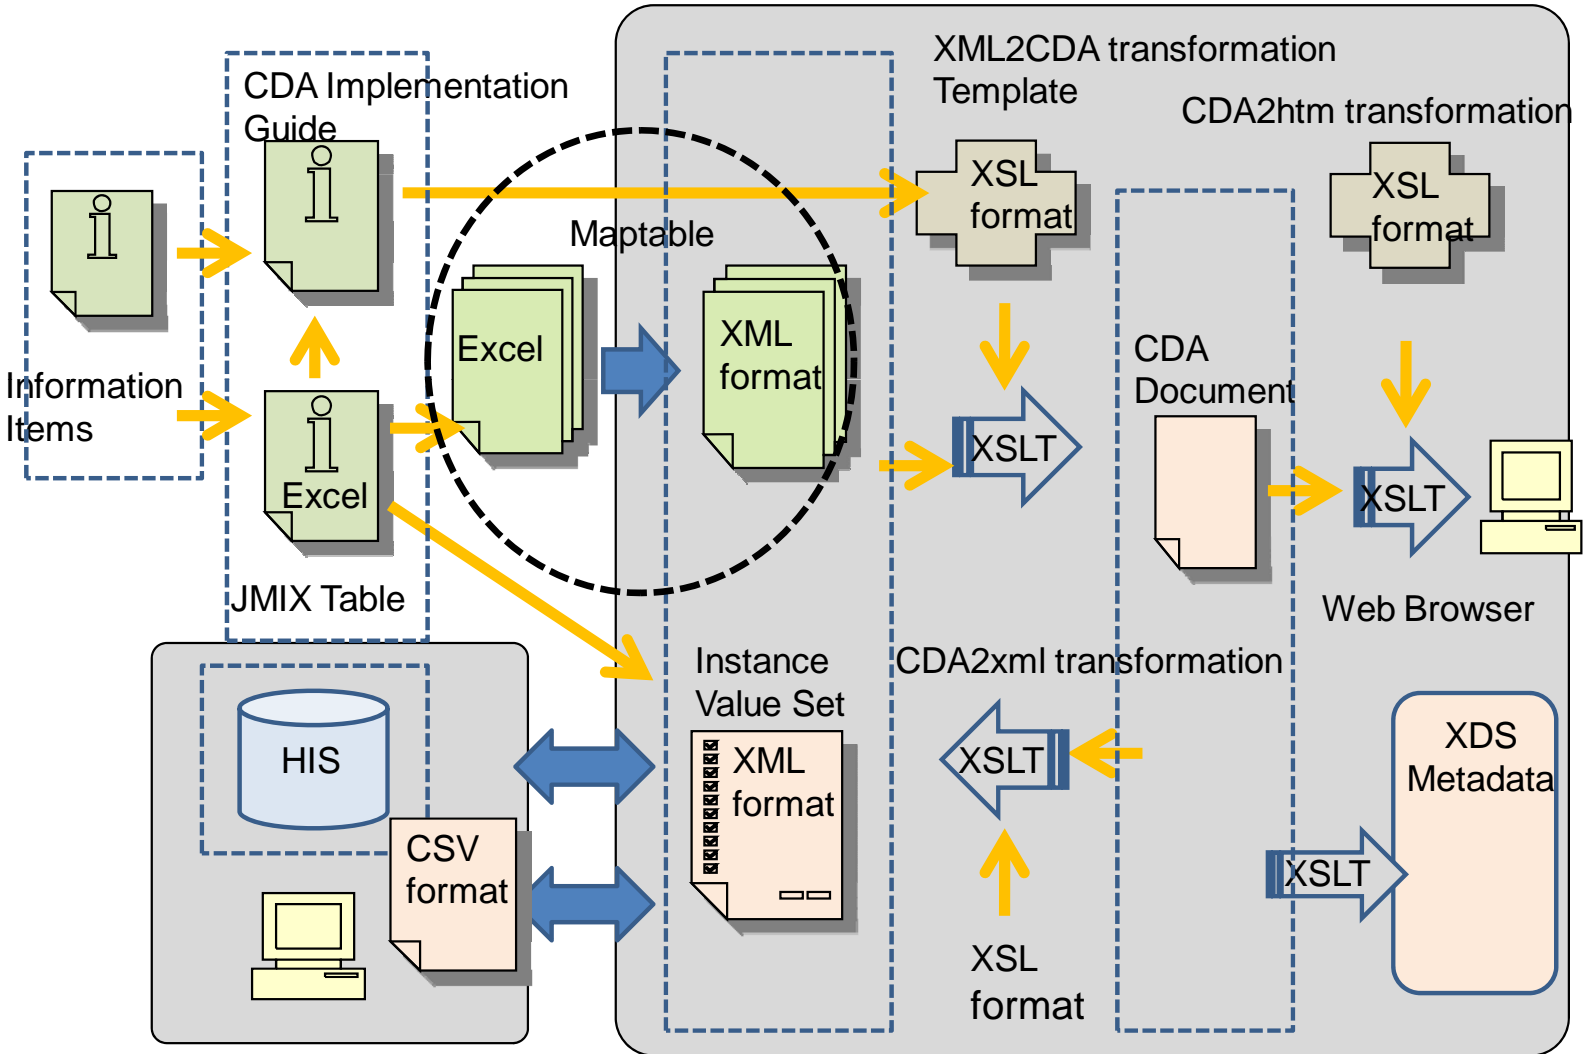 XML2CDA transformation
Template
CDA Implementation
Guide
CDA2htm transformation
XSL
format
XSL
format
Maptable
Information
Items
Excel
XML
format
CDA
Document
XSLT
Excel
XSLT
JMIX Table
Web Browser
Instance
Value Set
CDA2xml transformation
HIS
XML
format
XSLT
XDS
Metadata
CSV
format
XSLT
XSL
format